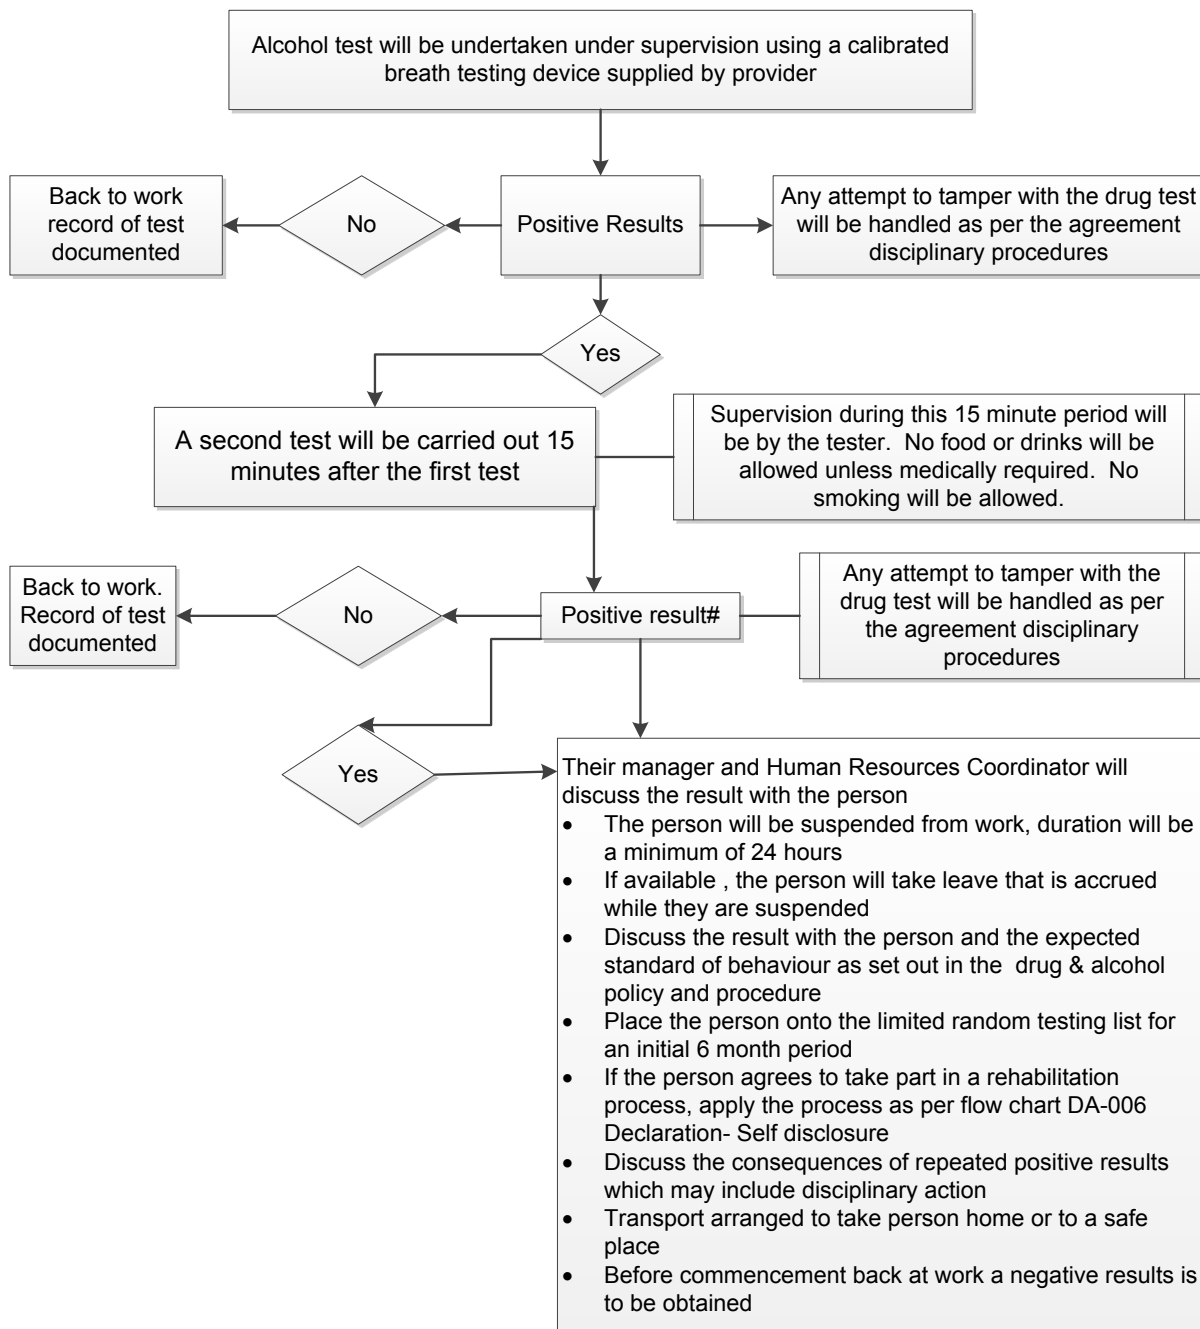 Alcohol test will be undertaken under supervision using a calibrated
breath testing device supplied by provider
Back to work
record of test
documented
No
Positive Results
Any attempt to tamper with the drug test
will be handled as per the agreement
disciplinary procedures
Yes
A second test will be carried out 15
minutes after the first test
Supervision during this 15 minute period will
be by the tester.  No food or drinks will be
allowed unless medically required.  No
smoking will be allowed.
Back to work.
Record of test
documented
No
Positive result#
Any attempt to tamper with the
drug test will be handled as per
the agreement disciplinary
procedures
Yes
Their manager and Human Resources Coordinator will
discuss the result with the person
• The person will be suspended from work, duration will be
a minimum of 24 hours
• If available , the person will take leave that is accrued
while they are suspended
• Discuss the result with the person and the expected
standard of behaviour as set out in the  drug & alcohol
policy and procedure
• Place the person onto the limited random testing list for
an initial 6 month period
• If the person agrees to take part in a rehabilitation
process, apply the process as per flow chart DA-006
Declaration- Self disclosure
• Discuss the consequences of repeated positive results
which may include disciplinary action
• Transport arranged to take person home or to a safe
place
• Before commencement back at work a negative results is
to be obtained